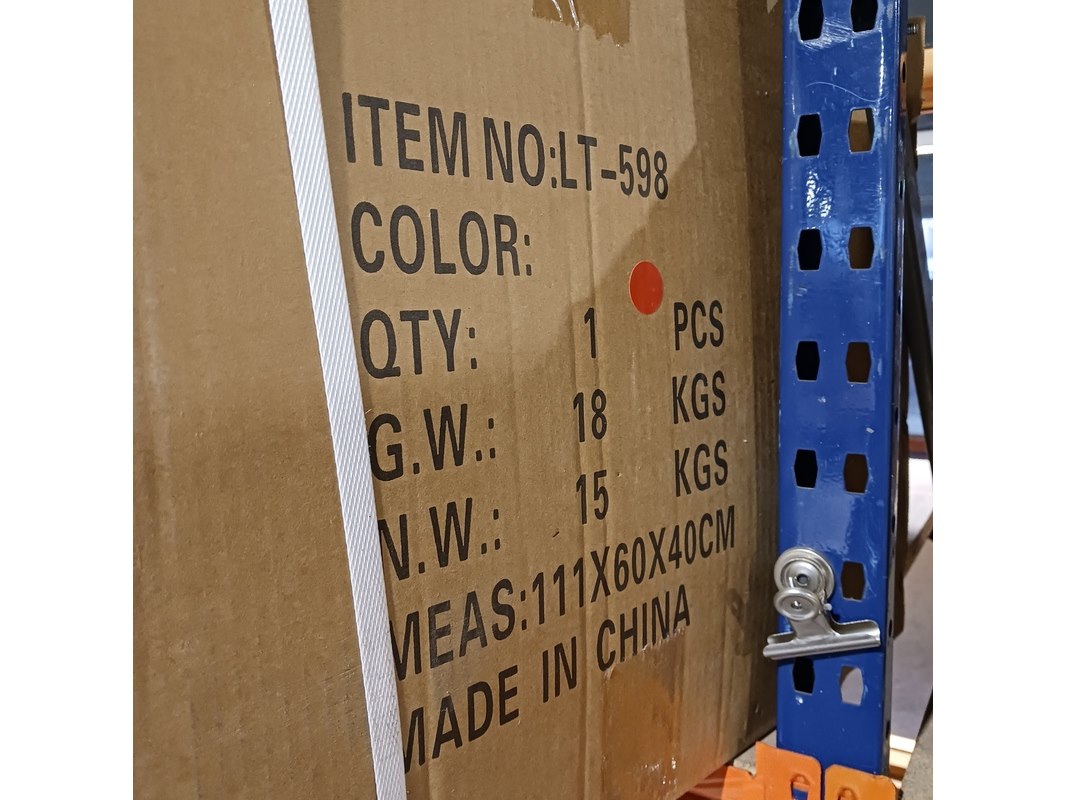 ITEM NO:LT-598
COLOR:
QTY: 1 PCS
G.W.: 18 KGS
N.W.: 15 KGS
MEAS:111X60X40CM
MADE IN CHINA